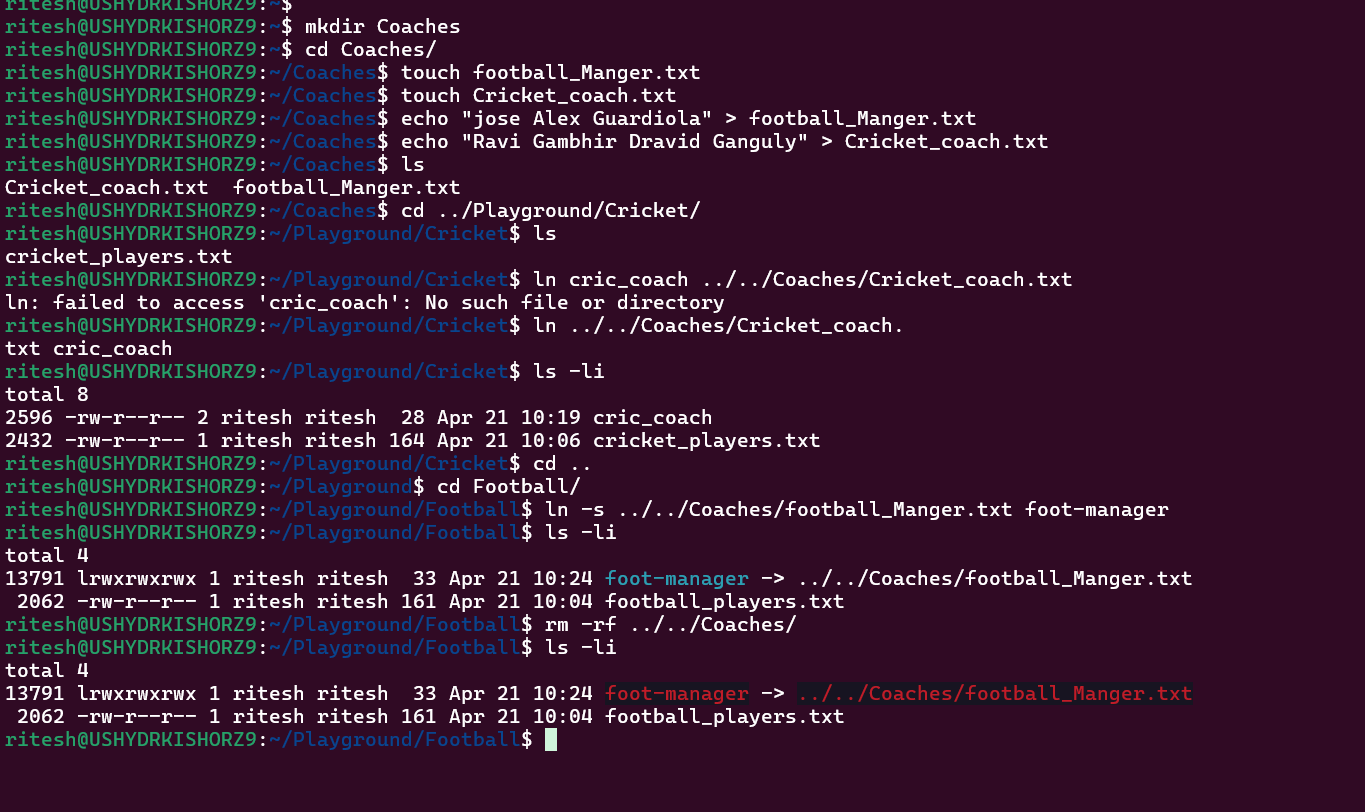 ritesh@USHYDRKISHORZ9:~$
ritesh@USHYDRKISHORZ9:~$ mkdir Coaches
ritesh@USHYDRKISHORZ9:~$ cd Coaches/
ritesh@USHYDRKISHORZ9:~/Coaches$ touch football_Manger.txt
ritesh@USHYDRKISHORZ9:~/Coaches$ touch Cricket_coach.txt
ritesh@USHYDRKISHORZ9:~/Coaches$ echo "jose Alex Guardiola" > football_Manger.txt
ritesh@USHYDRKISHORZ9:~/Coaches$ echo "Ravi Gambhir Dravid Ganguly" > Cricket_coach.txt
ritesh@USHYDRKISHORZ9:~/Coaches$ ls
Cricket_coach.txt  football_Manger.txt
ritesh@USHYDRKISHORZ9:~/Coaches$ cd ../Playground/Cricket/
ritesh@USHYDRKISHORZ9:~/Playground/Cricket$ ls
cricket_players.txt
ritesh@USHYDRKISHORZ9:~/Playground/Cricket$ ln cric_coach ../../Coaches/Cricket_coach.txt
ln: failed to access 'cric_coach': No such file or directory
ritesh@USHYDRKISHORZ9:~/Playground/Cricket$ ln ../../Coaches/Cricket_coach.
txt cric_coach
ritesh@USHYDRKISHORZ9:~/Playground/Cricket$ ls -li
total 8
2596 -rw-r--r-- 2 ritesh ritesh  28 Apr 21 10:19 cric_coach
2432 -rw-r--r-- 1 ritesh ritesh 164 Apr 21 10:06 cricket_players.txt
ritesh@USHYDRKISHORZ9:~/Playground/Cricket$ cd ..
ritesh@USHYDRKISHORZ9:~/Playground$ cd Football/
ritesh@USHYDRKISHORZ9:~/Playground/Football$ ln -s ../../Coaches/football_Manger.txt foot-manager
ritesh@USHYDRKISHORZ9:~/Playground/Football$ ls -li
total 4
13791 lrwxrwxrwx 1 ritesh ritesh  33 Apr 21 10:24 foot-manager -> ../../Coaches/football_Manger.txt
 2062 -rw-r--r-- 1 ritesh ritesh 161 Apr 21 10:04 football_players.txt
ritesh@USHYDRKISHORZ9:~/Playground/Football$ rm -rf ../../Coaches/
ritesh@USHYDRKISHORZ9:~/Playground/Football$ ls -li
total 4
13791 lrwxrwxrwx 1 ritesh ritesh  33 Apr 21 10:24 foot-manager -> ../../Coaches/football_Manger.txt
 2062 -rw-r--r-- 1 ritesh ritesh 161 Apr 21 10:04 football_players.txt
ritesh@USHYDRKISHORZ9:~/Playground/Football$